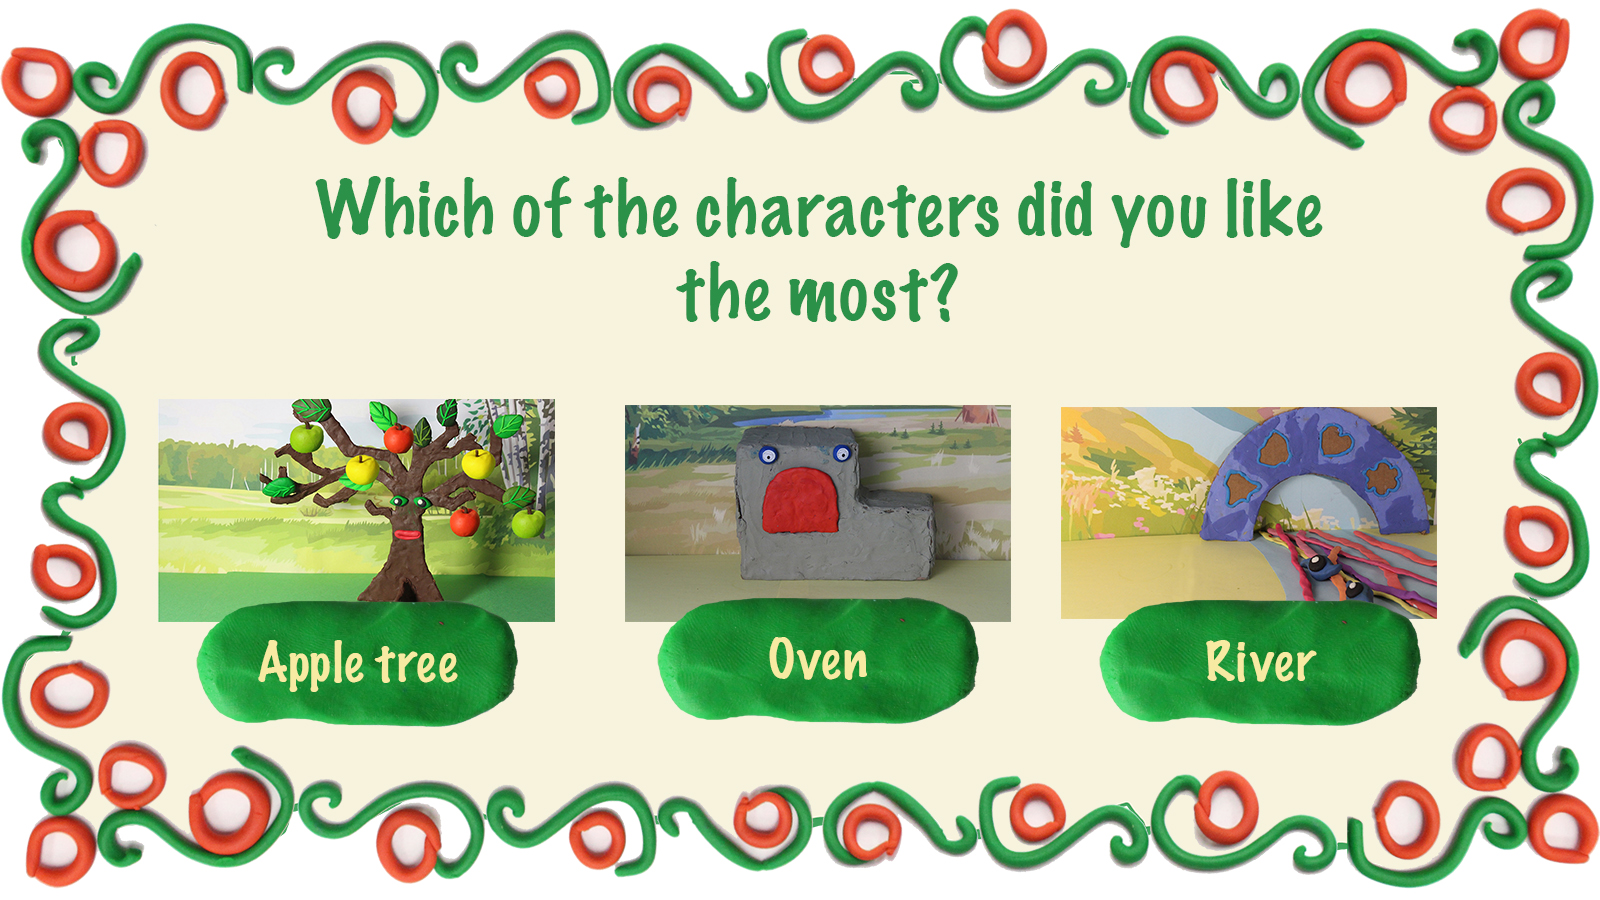 Which of the characters did you like
the most?
Apple tree
Oven
River